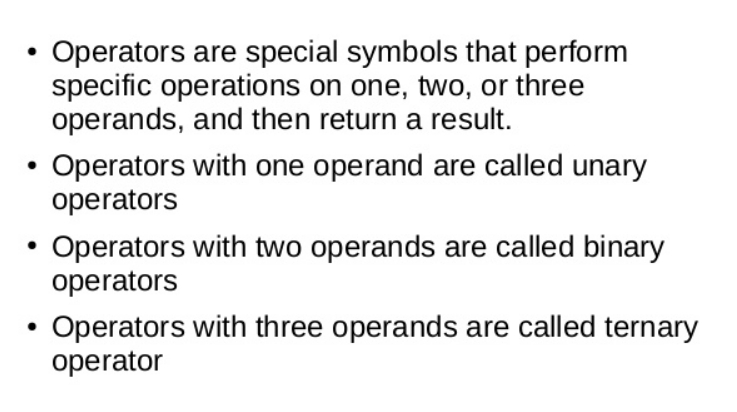 • Operators are special symbols that perform
specific operations on one, two, or three
operands, and then return a result.
• Operators with one operand are called unary
operators
• Operators with two operands are called binary
operators
• Operators with three operands are called ternary
operator